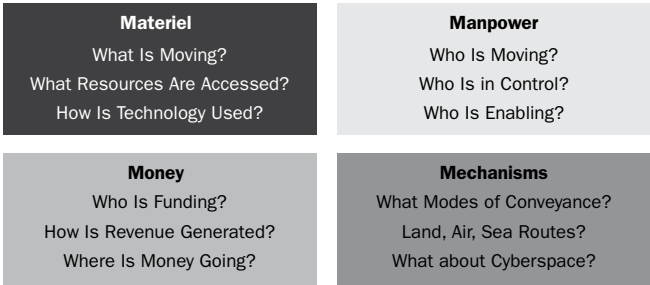 Materiel
What Is Moving?
What Resources Are Accessed?
How Is Technology Used?
Manpower
Who Is Moving?
Who Is in Control?
Who Is Enabling?
Money
Who Is Funding?
How Is Revenue Generated?
Where Is Money Going?
Mechanisms
What Modes of Conveyance?
Land, Air, Sea Routes?
What about Cyberspace?